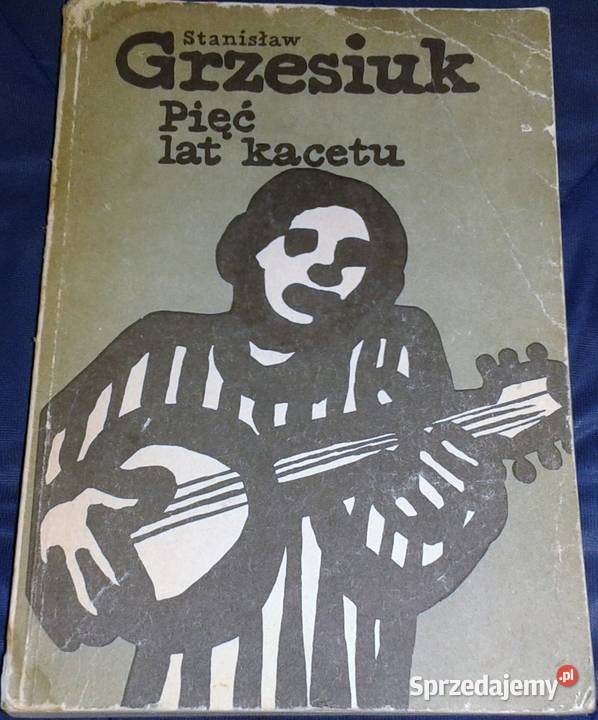 Stanisław
Grzesiuk
Pięć
lat kacetu
Sprzedajemy.pl